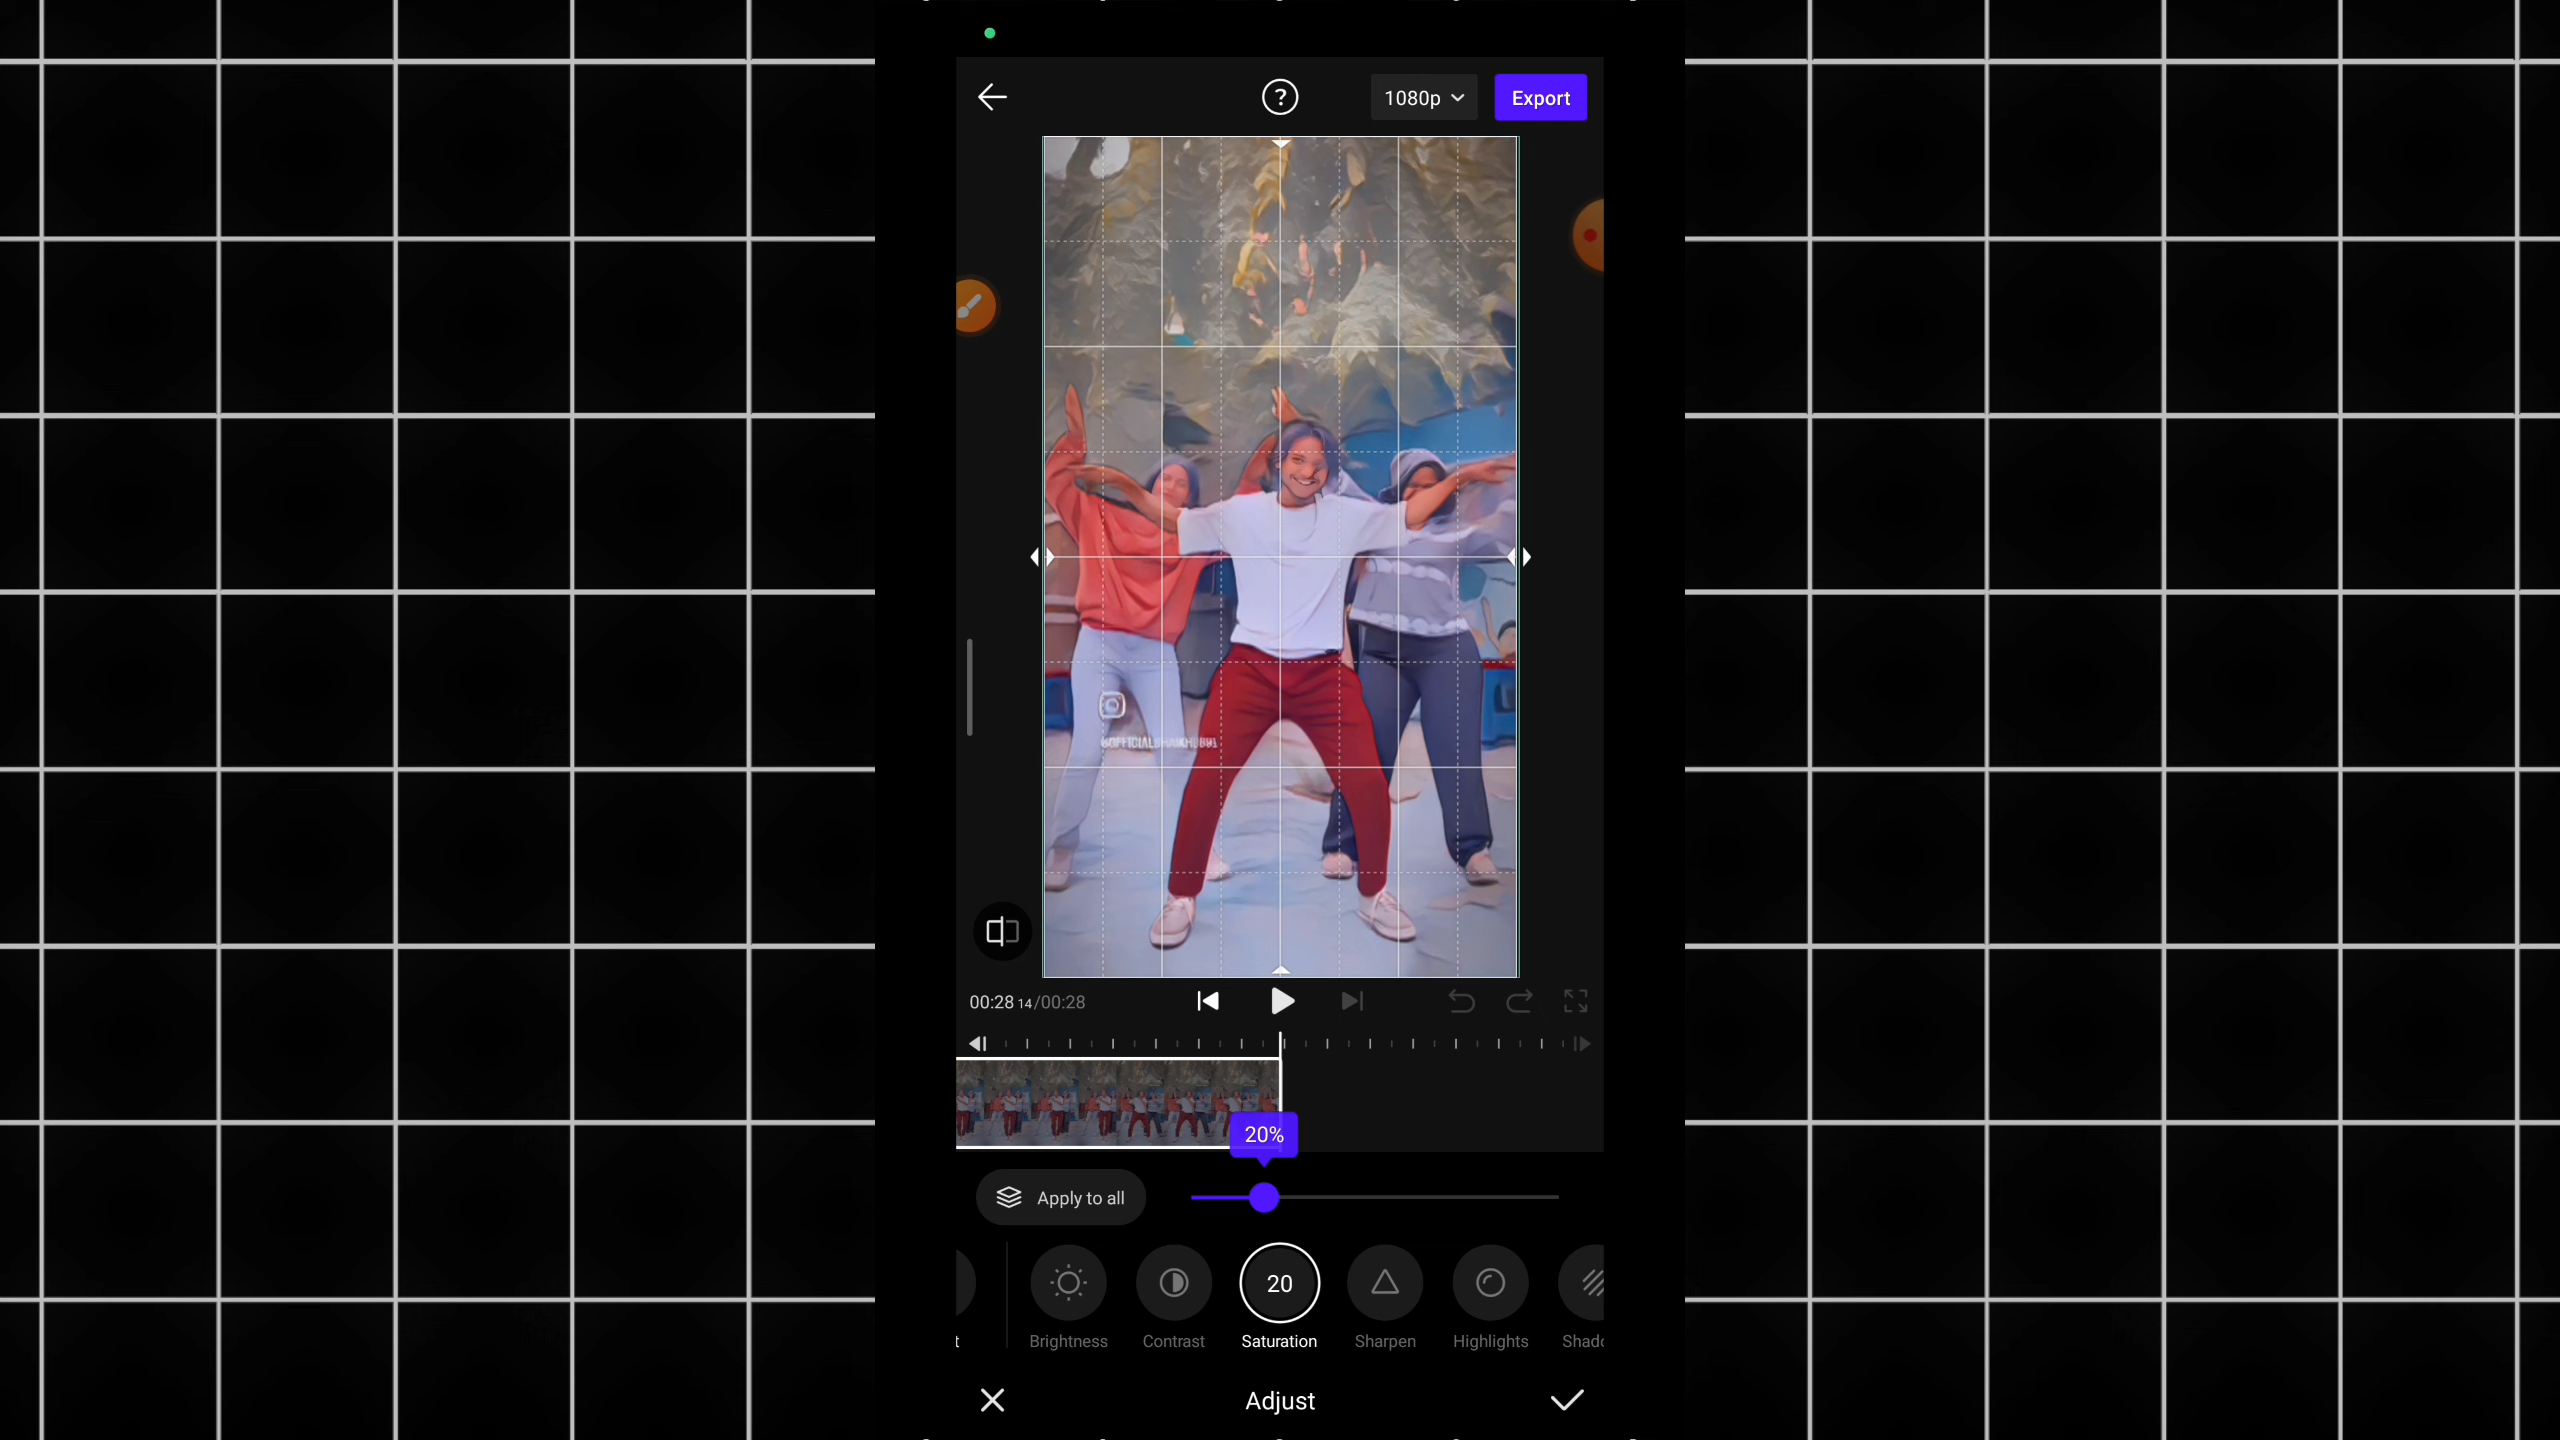 1080p
Export
00:28 14/00:28
20%
Apply to all
20
Brightness
Contrast
Saturation
Sharpen
Highlights
Adjust